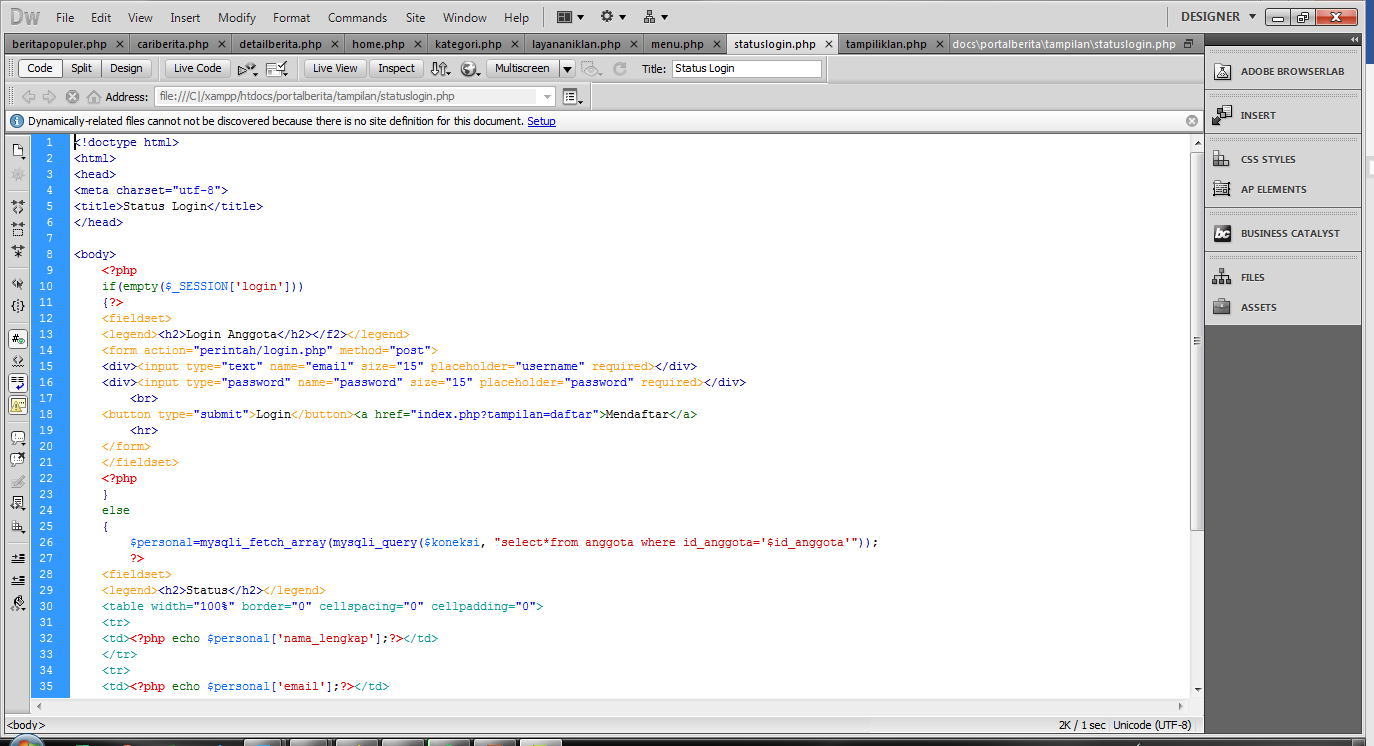 Dw File Edit View Insert Modify Format Commands Site Window Help DESIGNER
beritapopuler.php cariberita.php detailberita.php home.php kategori.php layananiklan.php menu.php statuslogin.php tampiliklan.php docs\portalberita\tampilan\statuslogin.php
Code Split Design Live Code Live View Inspect Multiscreen Title: Status Login
Address: file:///C|/xampp/htdocs/portalberita/tampilan/statuslogin.php
Dynamically-related files cannot not be discovered because there is no site definition for this document. Setup
1 <!doctype html>
2 <html>
3 <head>
4 <meta charset="utf-8">
5 <title>Status Login</title>
6 </head>
7
8 <body>
9 <?php
10 if(empty($_SESSION['login']))
11 {?>
12 <fieldset>
13 <legend><h2>Login Anggota</h2></f2></legend>
14 <form action="perintah/login.php" method="post">
15 <div><input type="text" name="email" size="15" placeholder="username" required></div>
16 <div><input type="password" name="password" size="15" placeholder="password" required></div>
17 <br>
18 <button type="submit">Login</button><a href="index.php?tampilan=daftar">Mendaftar</a>
19 <hr>
20 </form>
21 </fieldset>
22 <?php
23 }
24 else
25 {
26 $personal=mysqli_fetch_array(mysqli_query($koneksi, "select*from anggota where id_anggota='$id_anggota'"));
27 ?>
28 <fieldset>
29 <legend><h2>Status</h2></legend>
30 <table width="100%" border="0" cellspacing="0" cellpadding="0">
31 <tr>
32 <td><?php echo $personal['nama_lengkap'];?></td>
33 </tr>
34 <tr>
35 <td><?php echo $personal['email'];?></td>
<body> 2K / 1 sec Unicode (UTF-8)
ADOBE BROWSERLAB
INSERT
CSS STYLES
AP ELEMENTS
bc BUSINESS CATALYST
FILES
ASSETS